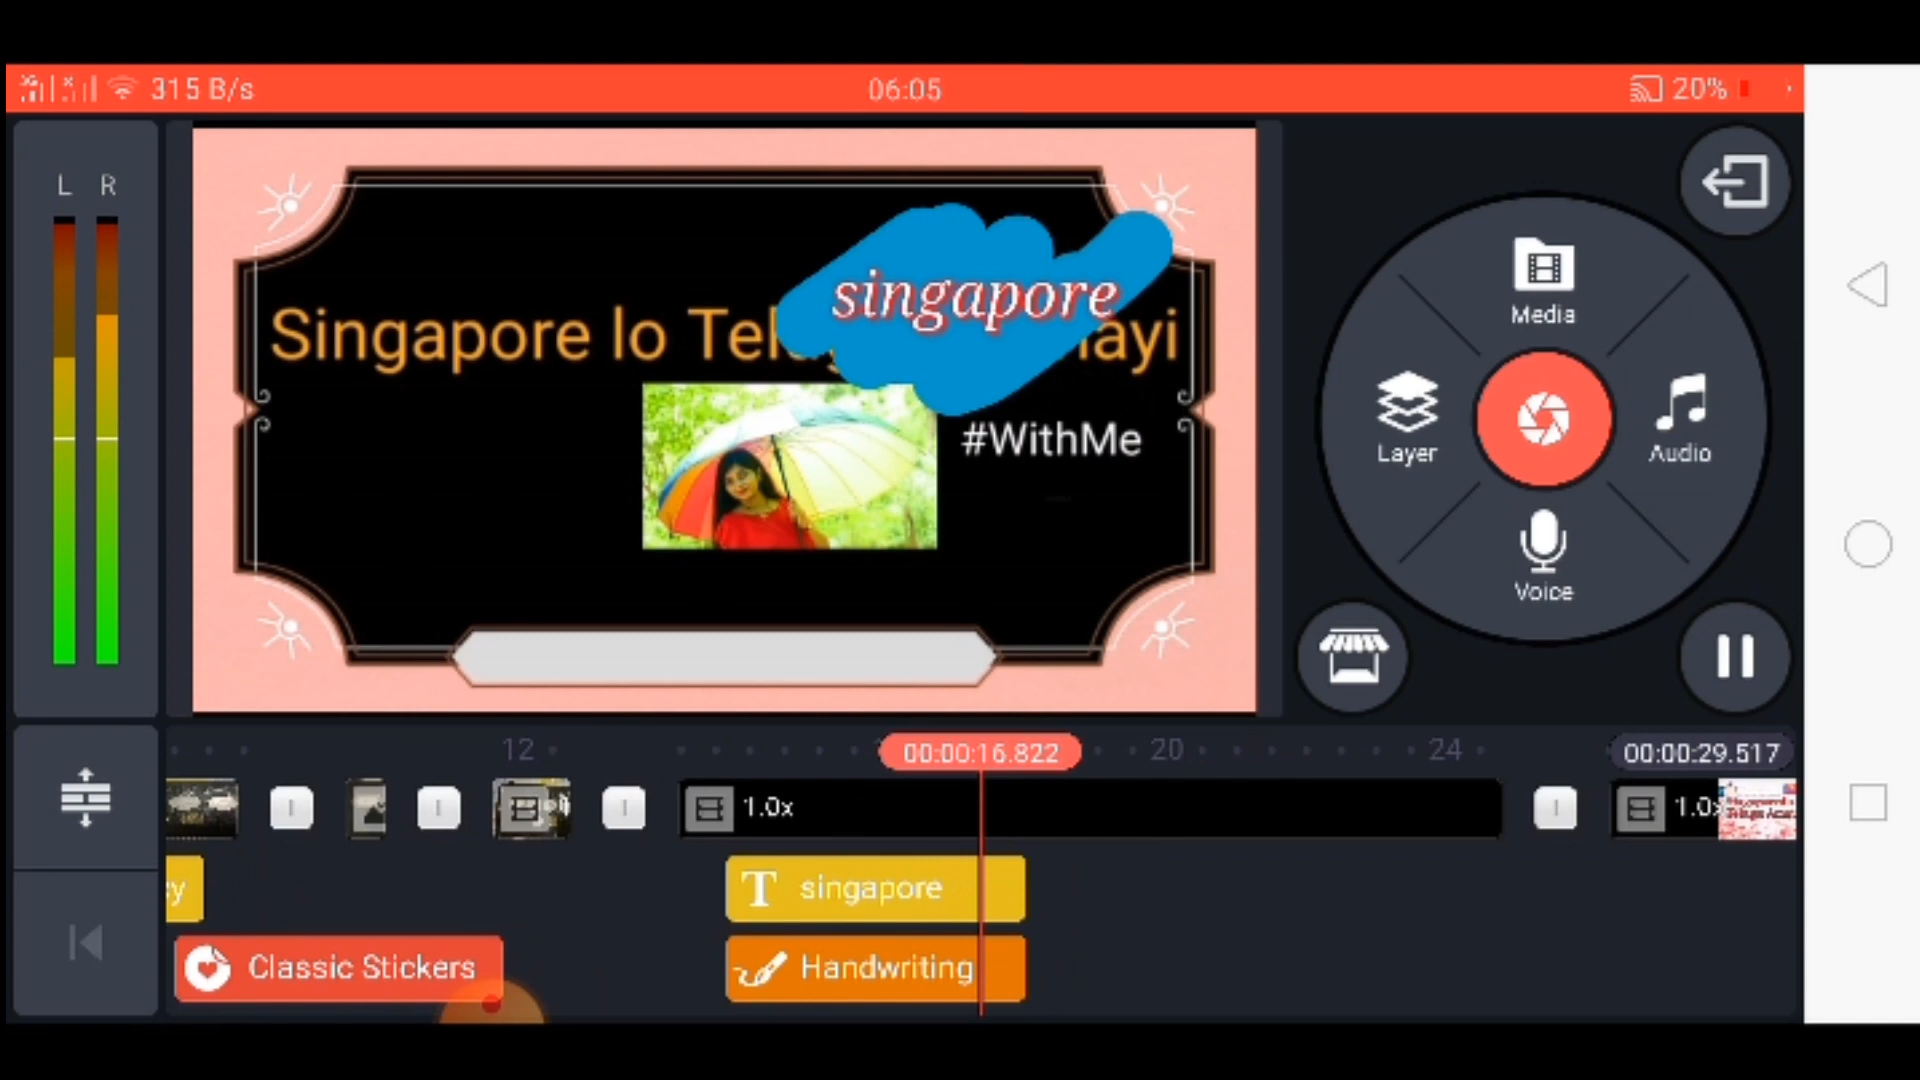 315 B/s 06:05 20%
L R
singapore
Singapore lo Tel
#WithMe
Media
Layer
Audio
Voice
12 00:00:16.822 20 24 00:00:29.517
1.0x
1.0x
singapore
Classic Stickers
Handwriting